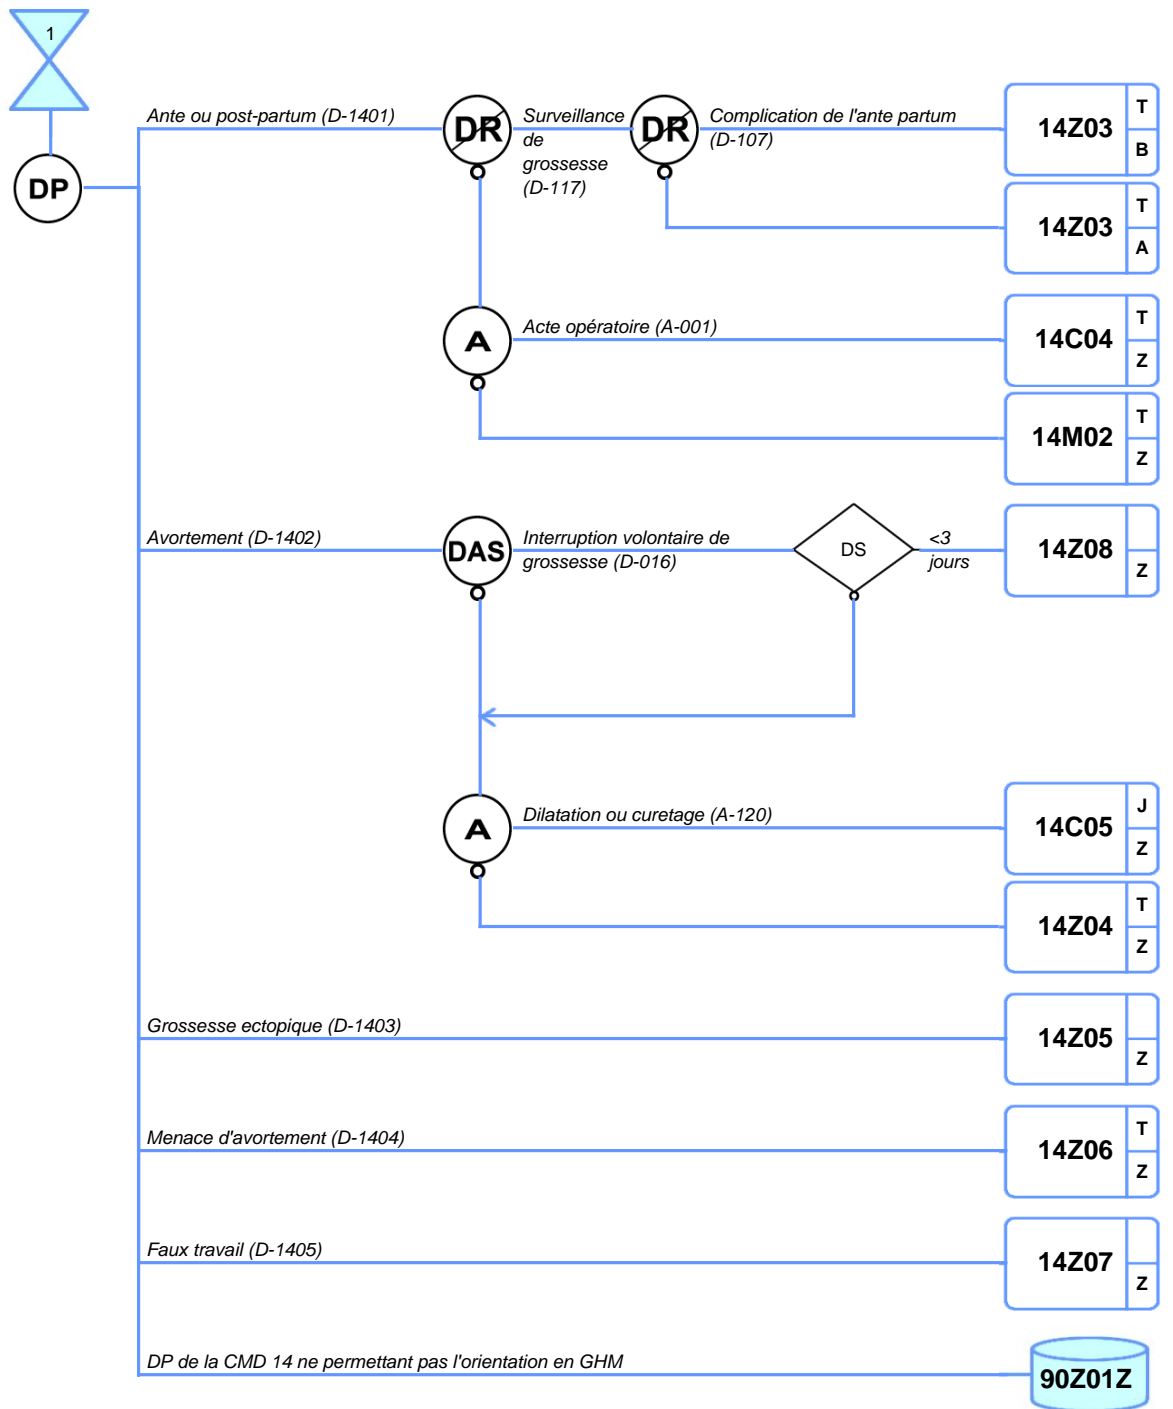 1
DP
Ante ou post-partum (D-1401)
DR
Surveillance
de
grossesse
(D-117)
DR
Complication de l'ante partum
(D-107)
14Z03
T
B
14Z03
T
A
A
Acte opératoire (A-001)
14C04
T
Z
14M02
T
Z
Avortement (D-1402)
DAS
Interruption volontaire de
grossesse (D-016)
DS
<3
jours
14Z08
Z
A
Dilatation ou curetage (A-120)
14C05
J
Z
14Z04
T
Z
Grossesse ectopique (D-1403)
14Z05
Z
Menace d'avortement (D-1404)
14Z06
T
Z
Faux travail (D-1405)
14Z07
Z
DP de la CMD 14 ne permettant pas l'orientation en GHM
90Z01Z